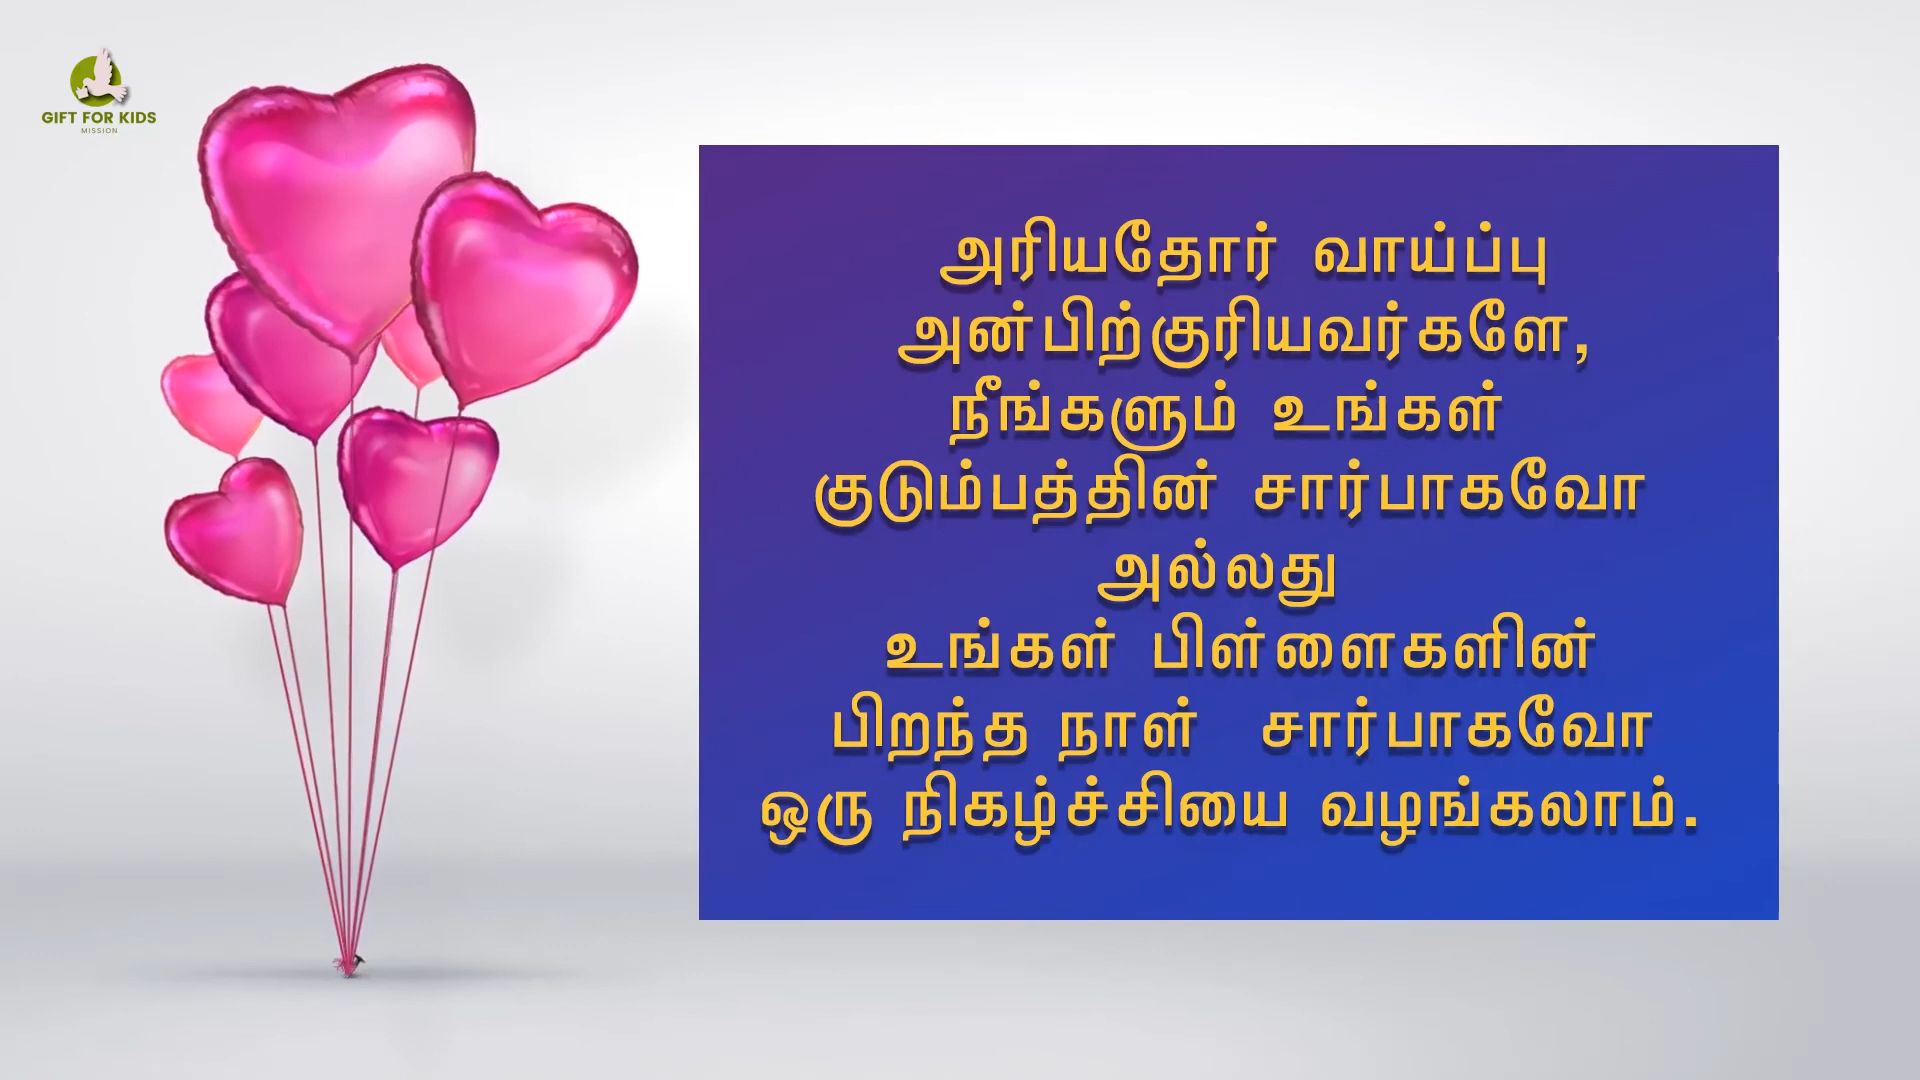 GIFT FOR KIDS
MISSION
அரியதோர் வாய்ப்பு
அன்பிற்குரியவர்களே,
நீங்களும் உங்கள்
குடும்பத்தின் சார்பாகவோ
அல்லது
உங்கள் பிள்ளைகளின்
பிறந்த நாள் சார்பாகவோ
ஒரு நிகழ்ச்சியை வழங்கலாம்.